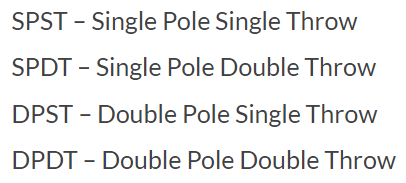 SPST – Single Pole Single Throw
SPDT – Single Pole Double Throw
DPST – Double Pole Single Throw
DPDT – Double Pole Double Throw